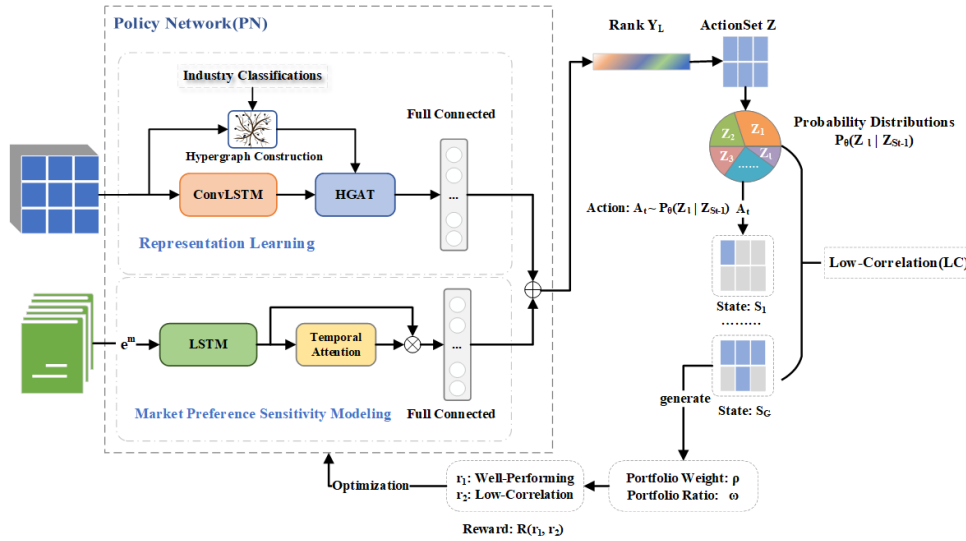 Policy Network(PN)
Industry Classifications
Hypergraph Construction
ConvLSTM
HGAT
Full Connected
...
Representation Learning
e^m
LSTM
Temporal
Attention
...
Full Connected
Market Preference Sensitivity Modeling
Rank Y_L
ActionSet Z
Z_2
Z_1
Z_3
Z_t
......
Probability Distributions
P_θ(Z_l | Z_St-1)
Action: A_t ~ P_θ(Z_l | Z_St-1)
A_t
State: S_1
.........
State: S_G
Low-Correlation(LC)
generate
Portfolio Weight: ρ
Portfolio Ratio: ω
r_1: Well-Performing
r_2: Low-Correlation
Reward: R(r_1, r_2)
Optimization